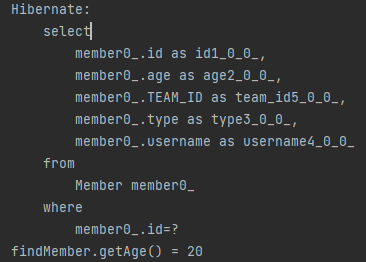 Hibernate:
select
member0_.id as id1_0_0_,
member0_.age as age2_0_0_,
member0_.TEAM_ID as team_id5_0_0_,
member0_.type as type3_0_0_,
member0_.username as username4_0_0_
from
Member member0_
where
member0_.id=?
findMember.getAge() = 20